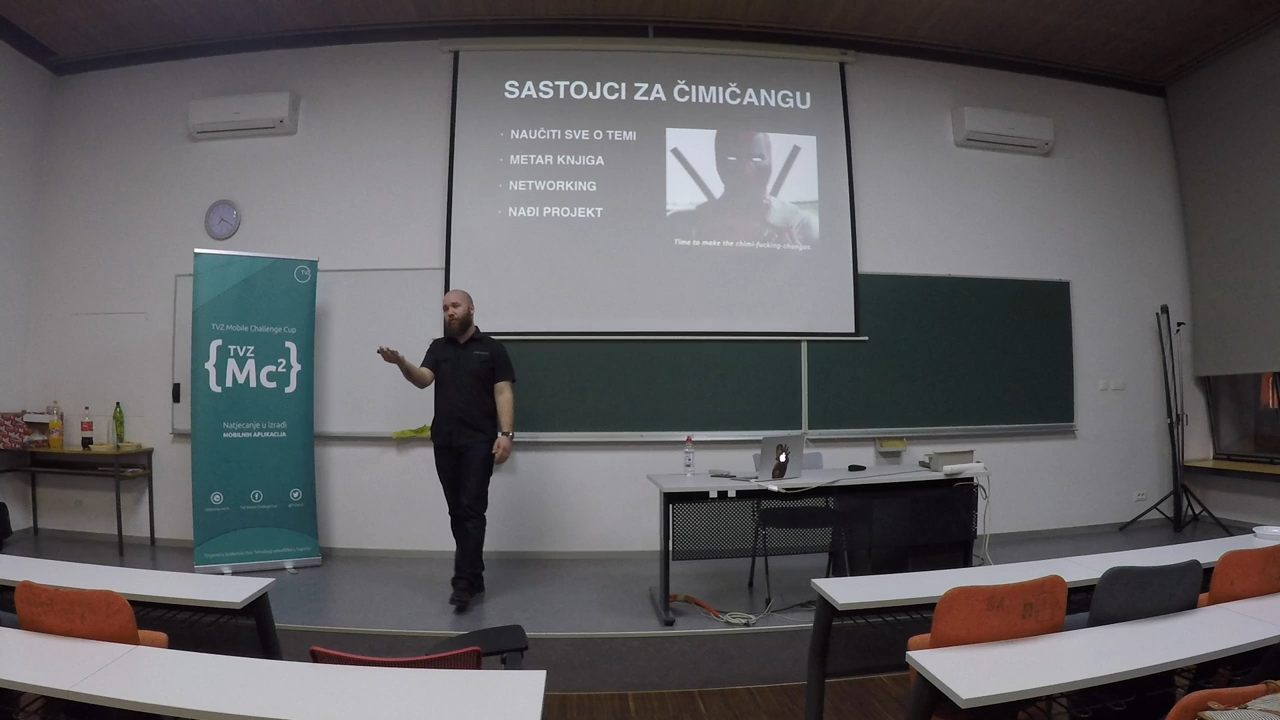 SASTOJCI ZA ČIMIČANGU
· NAUČITI SVE O TEMI
· METAR KNJIGA
· NETWORKING
· NAĐI PROJEKT
Time to make the chimi-fucking-changas.
TVZ Mobile Challenge Cup
{TVZ
Mc²}
Natjecanje u izradi
MOBILNIH APLIKACIJA